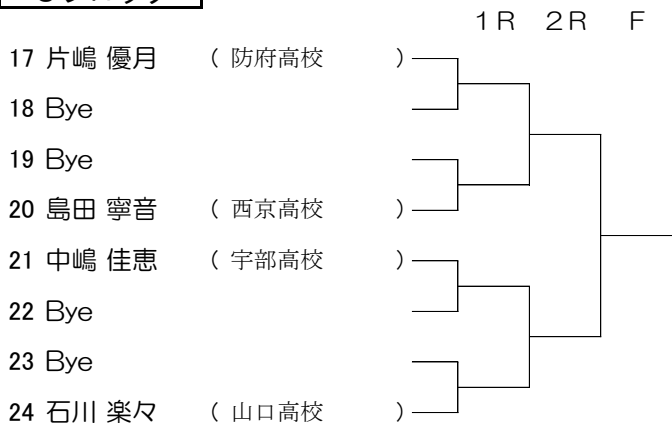 1R 2R F
17 片嶋 優月 ( 防府高校 )
18 Bye
19 Bye
20 島田 寧音 ( 西京高校 )
21 中嶋 佳恵 ( 宇部高校 )
22 Bye
23 Bye
24 石川 楽々 ( 山口高校 )